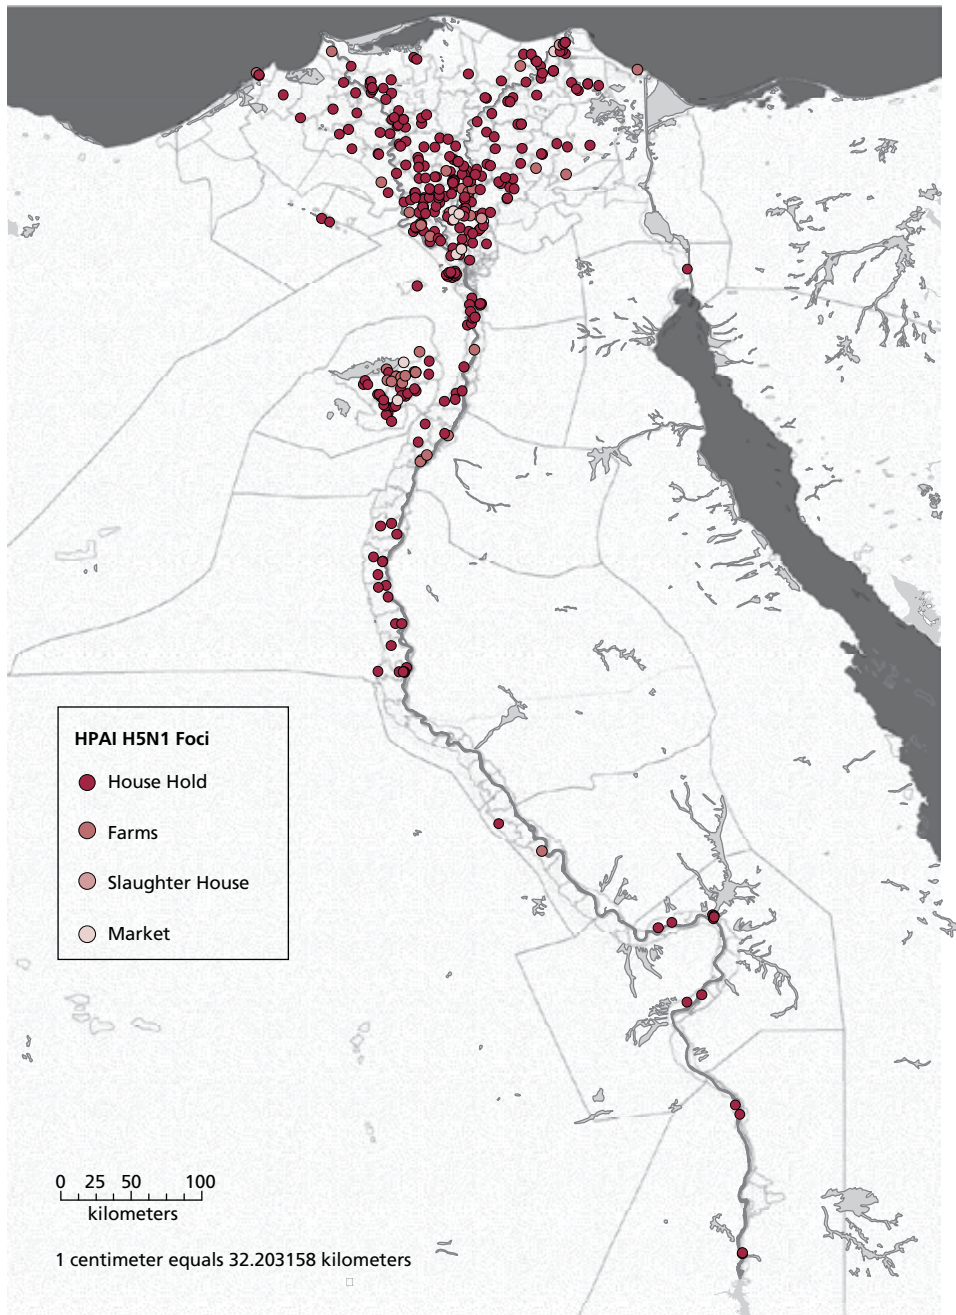 HPAI H5N1 Foci
House Hold
Farms
Slaughter House
Market
0 25 50 100
kilometers
1 centimeter equals 32.203158 kilometers